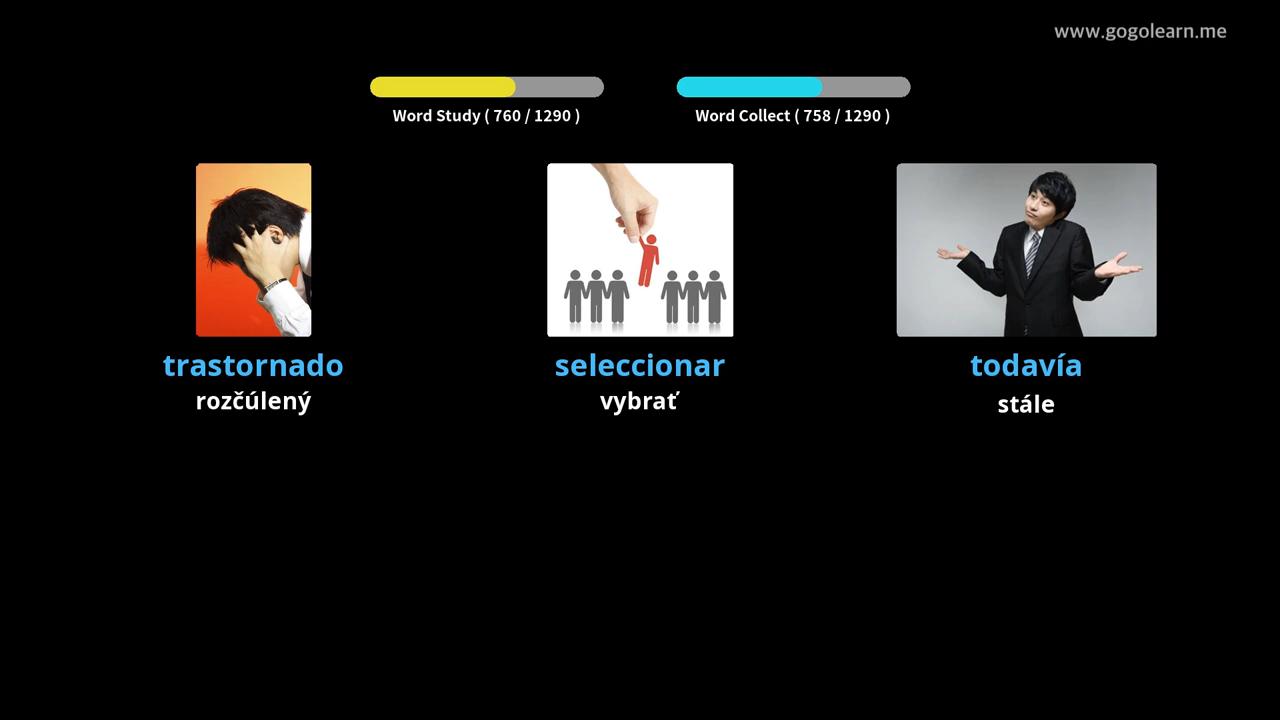 www.gogolearn.me
Word Study ( 760 / 1290 )
Word Collect ( 758 / 1290 )
trastornado
rozčúlený
seleccionar
vybrať
todavía
stále